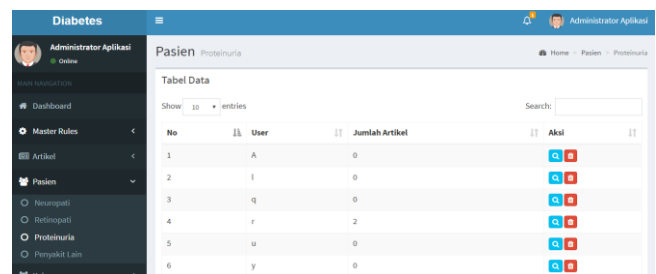 Diabetes
Administrator Aplikasi
Administrator Aplikasi
Online
Pasien Proteinuria
Home > Pasien > Proteinuria
MAIN NAVIGATION
Tabel Data
Dashboard
Show 10 entries
Search:
Master Rules
No User Jumlah Artikel Aksi
Artikel
1 A 0
Pasien
2 l 0
Neuropati
3 q 0
Retinopati
4 r 2
Proteinuria
5 u 0
Penyakit Lain
6 y 0